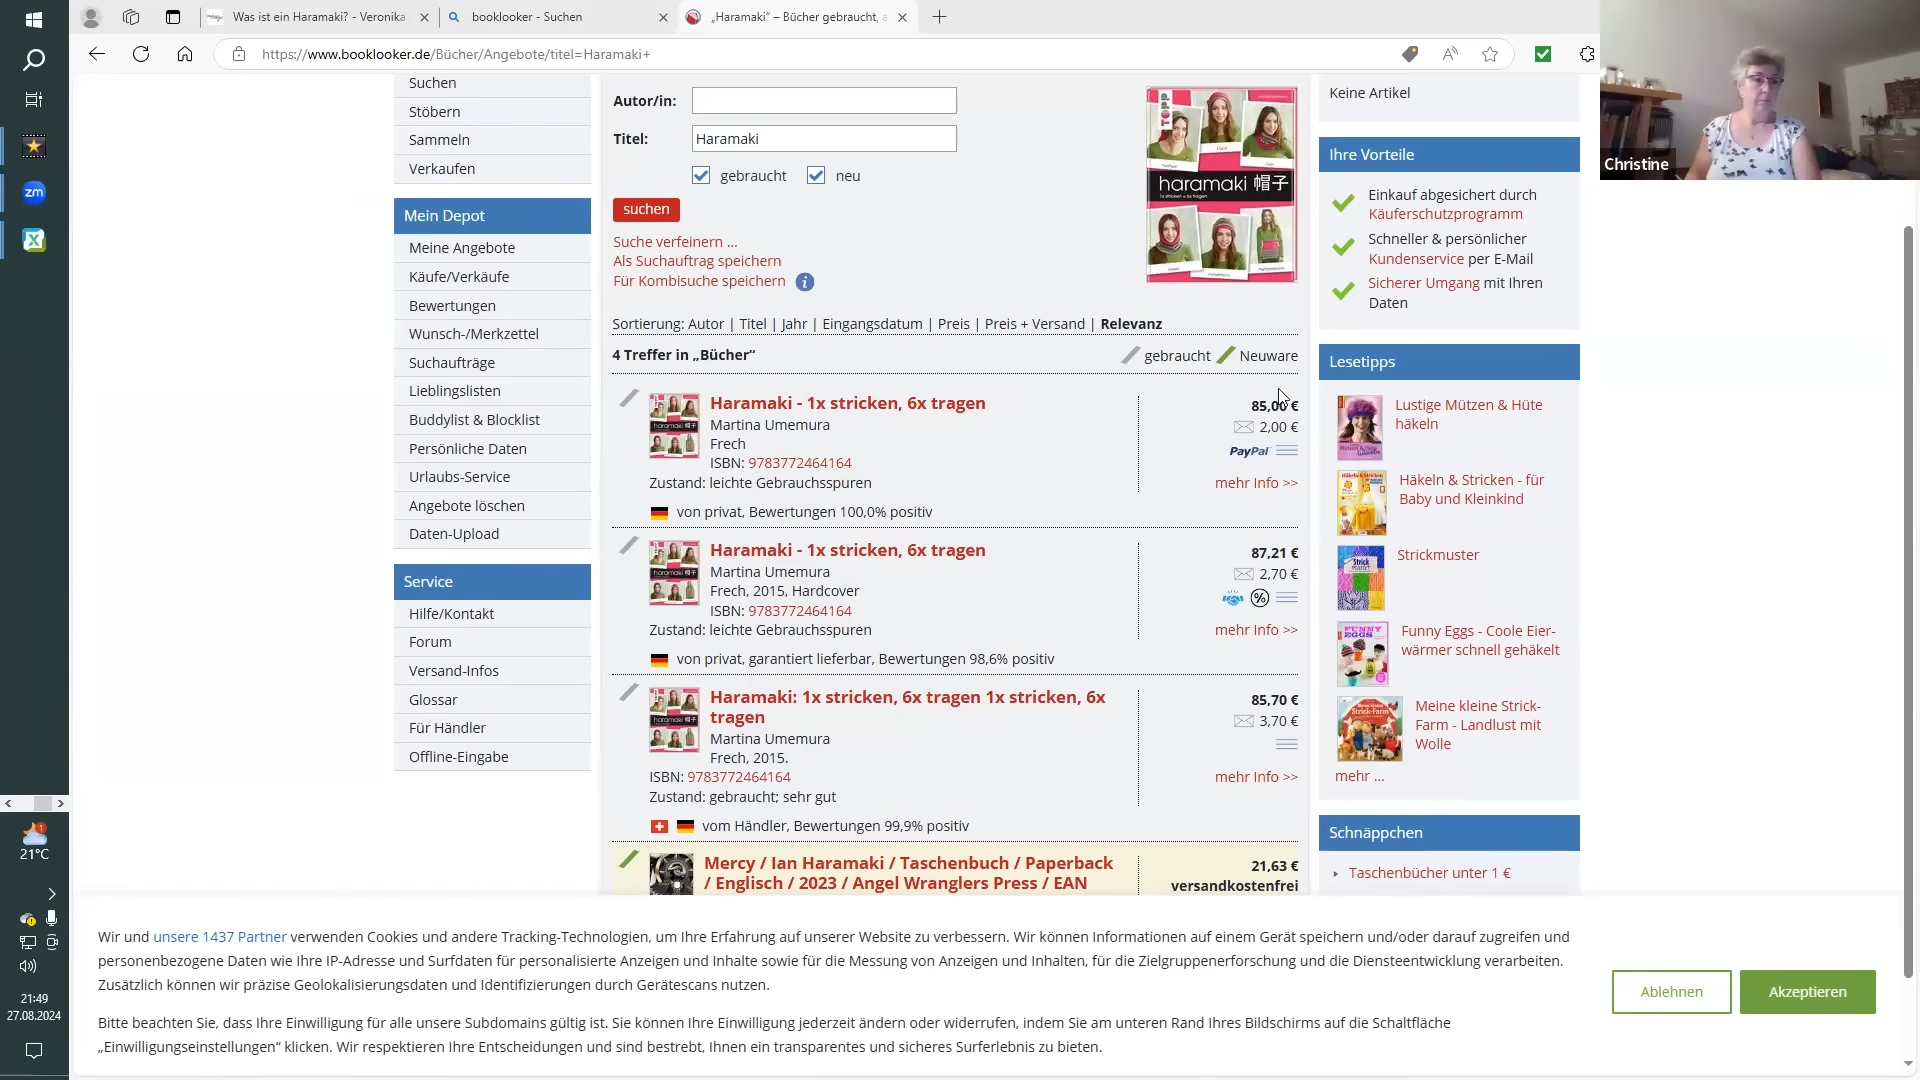 Was ist ein Haramaki? - Veronika
booklooker - Suchen
„Haramaki“ – Bücher gebraucht, a
https://www.booklooker.de/Bücher/Angebote/titel=Haramaki+
zm
21°C
21:49
27.08.2024
Suchen
Stöbern
Sammeln
Verkaufen
Mein Depot
Meine Angebote
Käufe/Verkäufe
Bewertungen
Wunsch-/Merkzettel
Suchaufträge
Lieblingslisten
Buddylist & Blocklist
Persönliche Daten
Urlaubs-Service
Angebote löschen
Daten-Upload
Service
Hilfe/Kontakt
Forum
Versand-Infos
Glossar
Für Händler
Offline-Eingabe
Autor/in:
Titel: Haramaki
gebraucht neu
suchen
Suche verfeinern ...
Als Suchauftrag speichern
Für Kombisuche speichern
TOPP
haramaki 帽子
Sortierung: Autor | Titel | Jahr | Eingangsdatum | Preis | Preis + Versand | Relevanz
4 Treffer in „Bücher“ gebraucht Neuware
Haramaki - 1x stricken, 6x tragen
Martina Umemura
Frech
ISBN: 9783772464164
Zustand: leichte Gebrauchsspuren
von privat, Bewertungen 100,0% positiv
85,00 €
2,00 €
PayPal
mehr Info >>
Haramaki - 1x stricken, 6x tragen
Martina Umemura
Frech, 2015, Hardcover
ISBN: 9783772464164
Zustand: leichte Gebrauchsspuren
von privat, garantiert lieferbar, Bewertungen 98,6% positiv
87,21 €
2,70 €
mehr Info >>
Haramaki: 1x stricken, 6x tragen 1x stricken, 6x
tragen
Martina Umemura
Frech, 2015.
ISBN: 9783772464164
Zustand: gebraucht; sehr gut
vom Händler, Bewertungen 99,9% positiv
85,70 €
3,70 €
mehr Info >>
Mercy / Ian Haramaki / Taschenbuch / Paperback
/ Englisch / 2023 / Angel Wranglers Press / EAN
21,63 €
versandkostenfrei
Keine Artikel
Ihre Vorteile
Einkauf abgesichert durch
Käuferschutzprogramm
Schneller & persönlicher
Kundenservice per E-Mail
Sicherer Umgang mit Ihren
Daten
Lesetipps
Lustige Mützen & Hüte
häkeln
Häkeln & Stricken - für
Baby und Kleinkind
Strickmuster
Funny Eggs - Coole Eier-
wärmer schnell gehäkelt
Meine kleine Strick-
Farm - Landlust mit
Wolle
mehr ...
Schnäppchen
Taschenbücher unter 1 €
Christine
Wir und unsere 1437 Partner verwenden Cookies und andere Tracking-Technologien, um Ihre Erfahrung auf unserer Website zu verbessern. Wir können Informationen auf einem Gerät speichern und/oder darauf zugreifen und
personenbezogene Daten wie Ihre IP-Adresse und Surfdaten für personalisierte Anzeigen und Inhalte sowie für die Messung von Anzeigen und Inhalten, für die Zielgruppenerforschung und die Diensteentwicklung verarbeiten.
Zusätzlich können wir präzise Geolokalisierungsdaten und Identifizierungen durch Gerätescans nutzen.
Bitte beachten Sie, dass Ihre Einwilligung für alle unsere Subdomains gültig ist. Sie können Ihre Einwilligung jederzeit ändern oder widerrufen, indem Sie am unteren Rand Ihres Bildschirms auf die Schaltfläche
„Einwilligungseinstellungen“ klicken. Wir respektieren Ihre Entscheidungen und sind bestrebt, Ihnen ein transparentes und sicheres Surferlebnis zu bieten.
Ablehnen
Akzeptieren